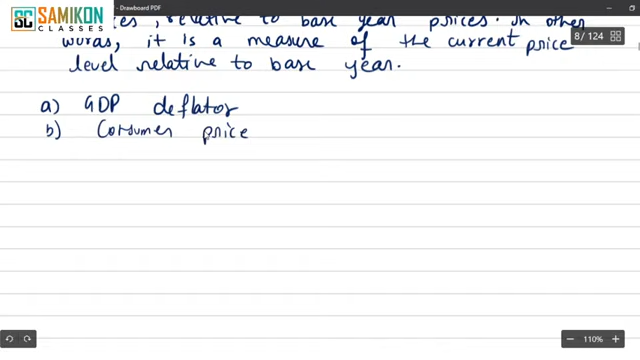 SC SAMIKON CLASSES
- Drawboard PDF
8 / 124
, relative to base year prices. In other
words, it is a measure of the current price
level relative to base year.
a) GDP deflator
b) Consumer price
110%